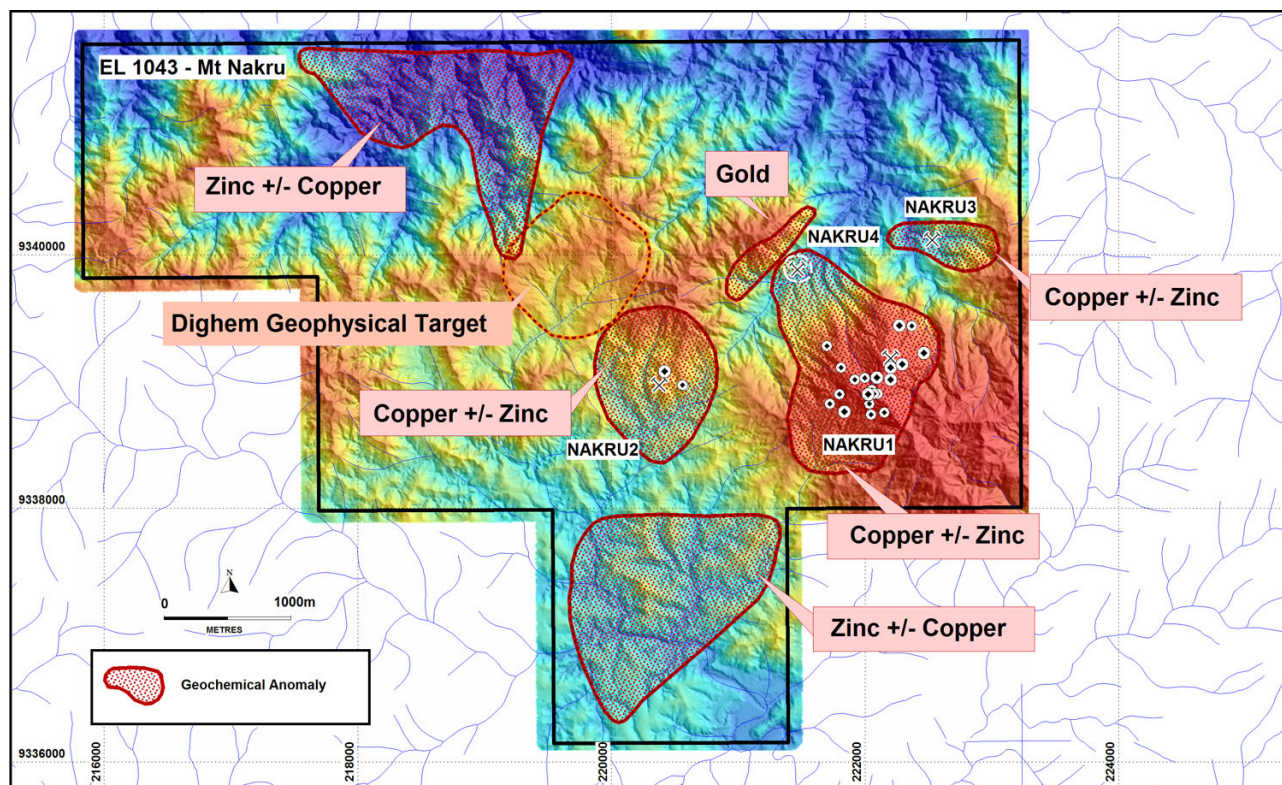 EL 1043 - Mt Nakru
Zinc +/- Copper
Gold
NAKRU3
NAKRU4
9340000
Copper +/- Zinc
Dighem Geophysical Target
Copper +/- Zinc
NAKRU2
NAKRU1
9338000
Copper +/- Zinc
N
0 1000m
METRES
Zinc +/- Copper
Geochemical Anomaly
9336000
216000
218000
220000
222000
224000